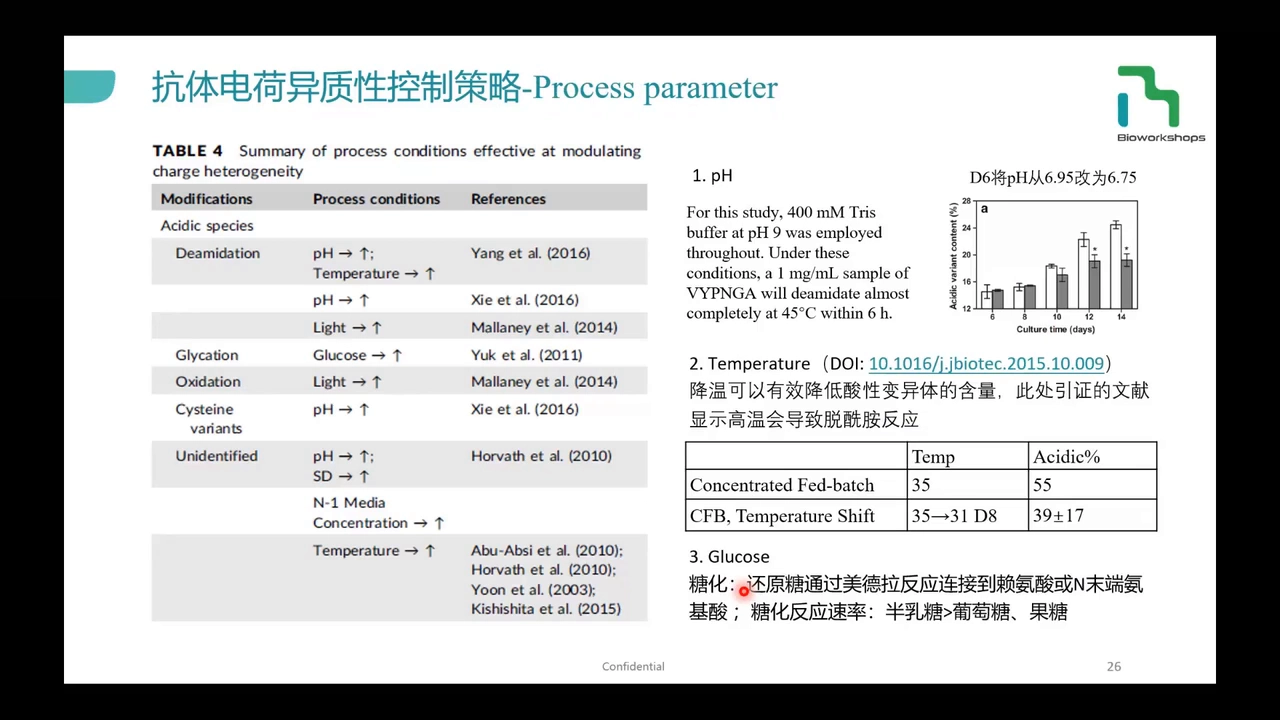 抗体电荷异质性控制策略-Process parameter
Bioworkshops
TABLE 4 Summary of process conditions effective at modulating
charge heterogeneity
Modifications Process conditions References
Acidic species
Deamidation pH → ↑; Yang et al. (2016)
Temperature → ↑
pH → ↑ Xie et al. (2016)
Light → ↑ Mallaney et al. (2014)
Glycation Glucose → ↑ Yuk et al. (2011)
Oxidation Light → ↑ Mallaney et al. (2014)
Cysteine pH → ↑ Xie et al. (2016)
variants
Unidentified pH → ↑; Horvath et al. (2010)
SD → ↑
N-1 Media
Concentration → ↑
Temperature → ↑ Abu-Absi et al. (2010);
Horvath et al. (2010);
Yoon et al. (2003);
Kishishita et al. (2015)
1. pH
For this study, 400 mM Tris
buffer at pH 9 was employed
throughout. Under these
conditions, a 1 mg/mL sample of
VYPNGA will deamidate almost
completely at 45°C within 6 h.
D6将pH从6.95改为6.75
a
Acidic variant content (%)
28
24
20
16
12
* *
6 8 10 12 14
Culture time (days)
2. Temperature（DOI: 10.1016/j.jbiotec.2015.10.009）
降温可以有效降低酸性变异体的含量，此处引证的文献
显示高温会导致脱酰胺反应
Temp Acidic%
Concentrated Fed-batch 35 55
CFB, Temperature Shift 35→31 D8 39±17
3. Glucose
糖化：还原糖通过美德拉反应连接到赖氨酸或N末端氨
基酸；糖化反应速率：半乳糖>葡萄糖、果糖
Confidential
26